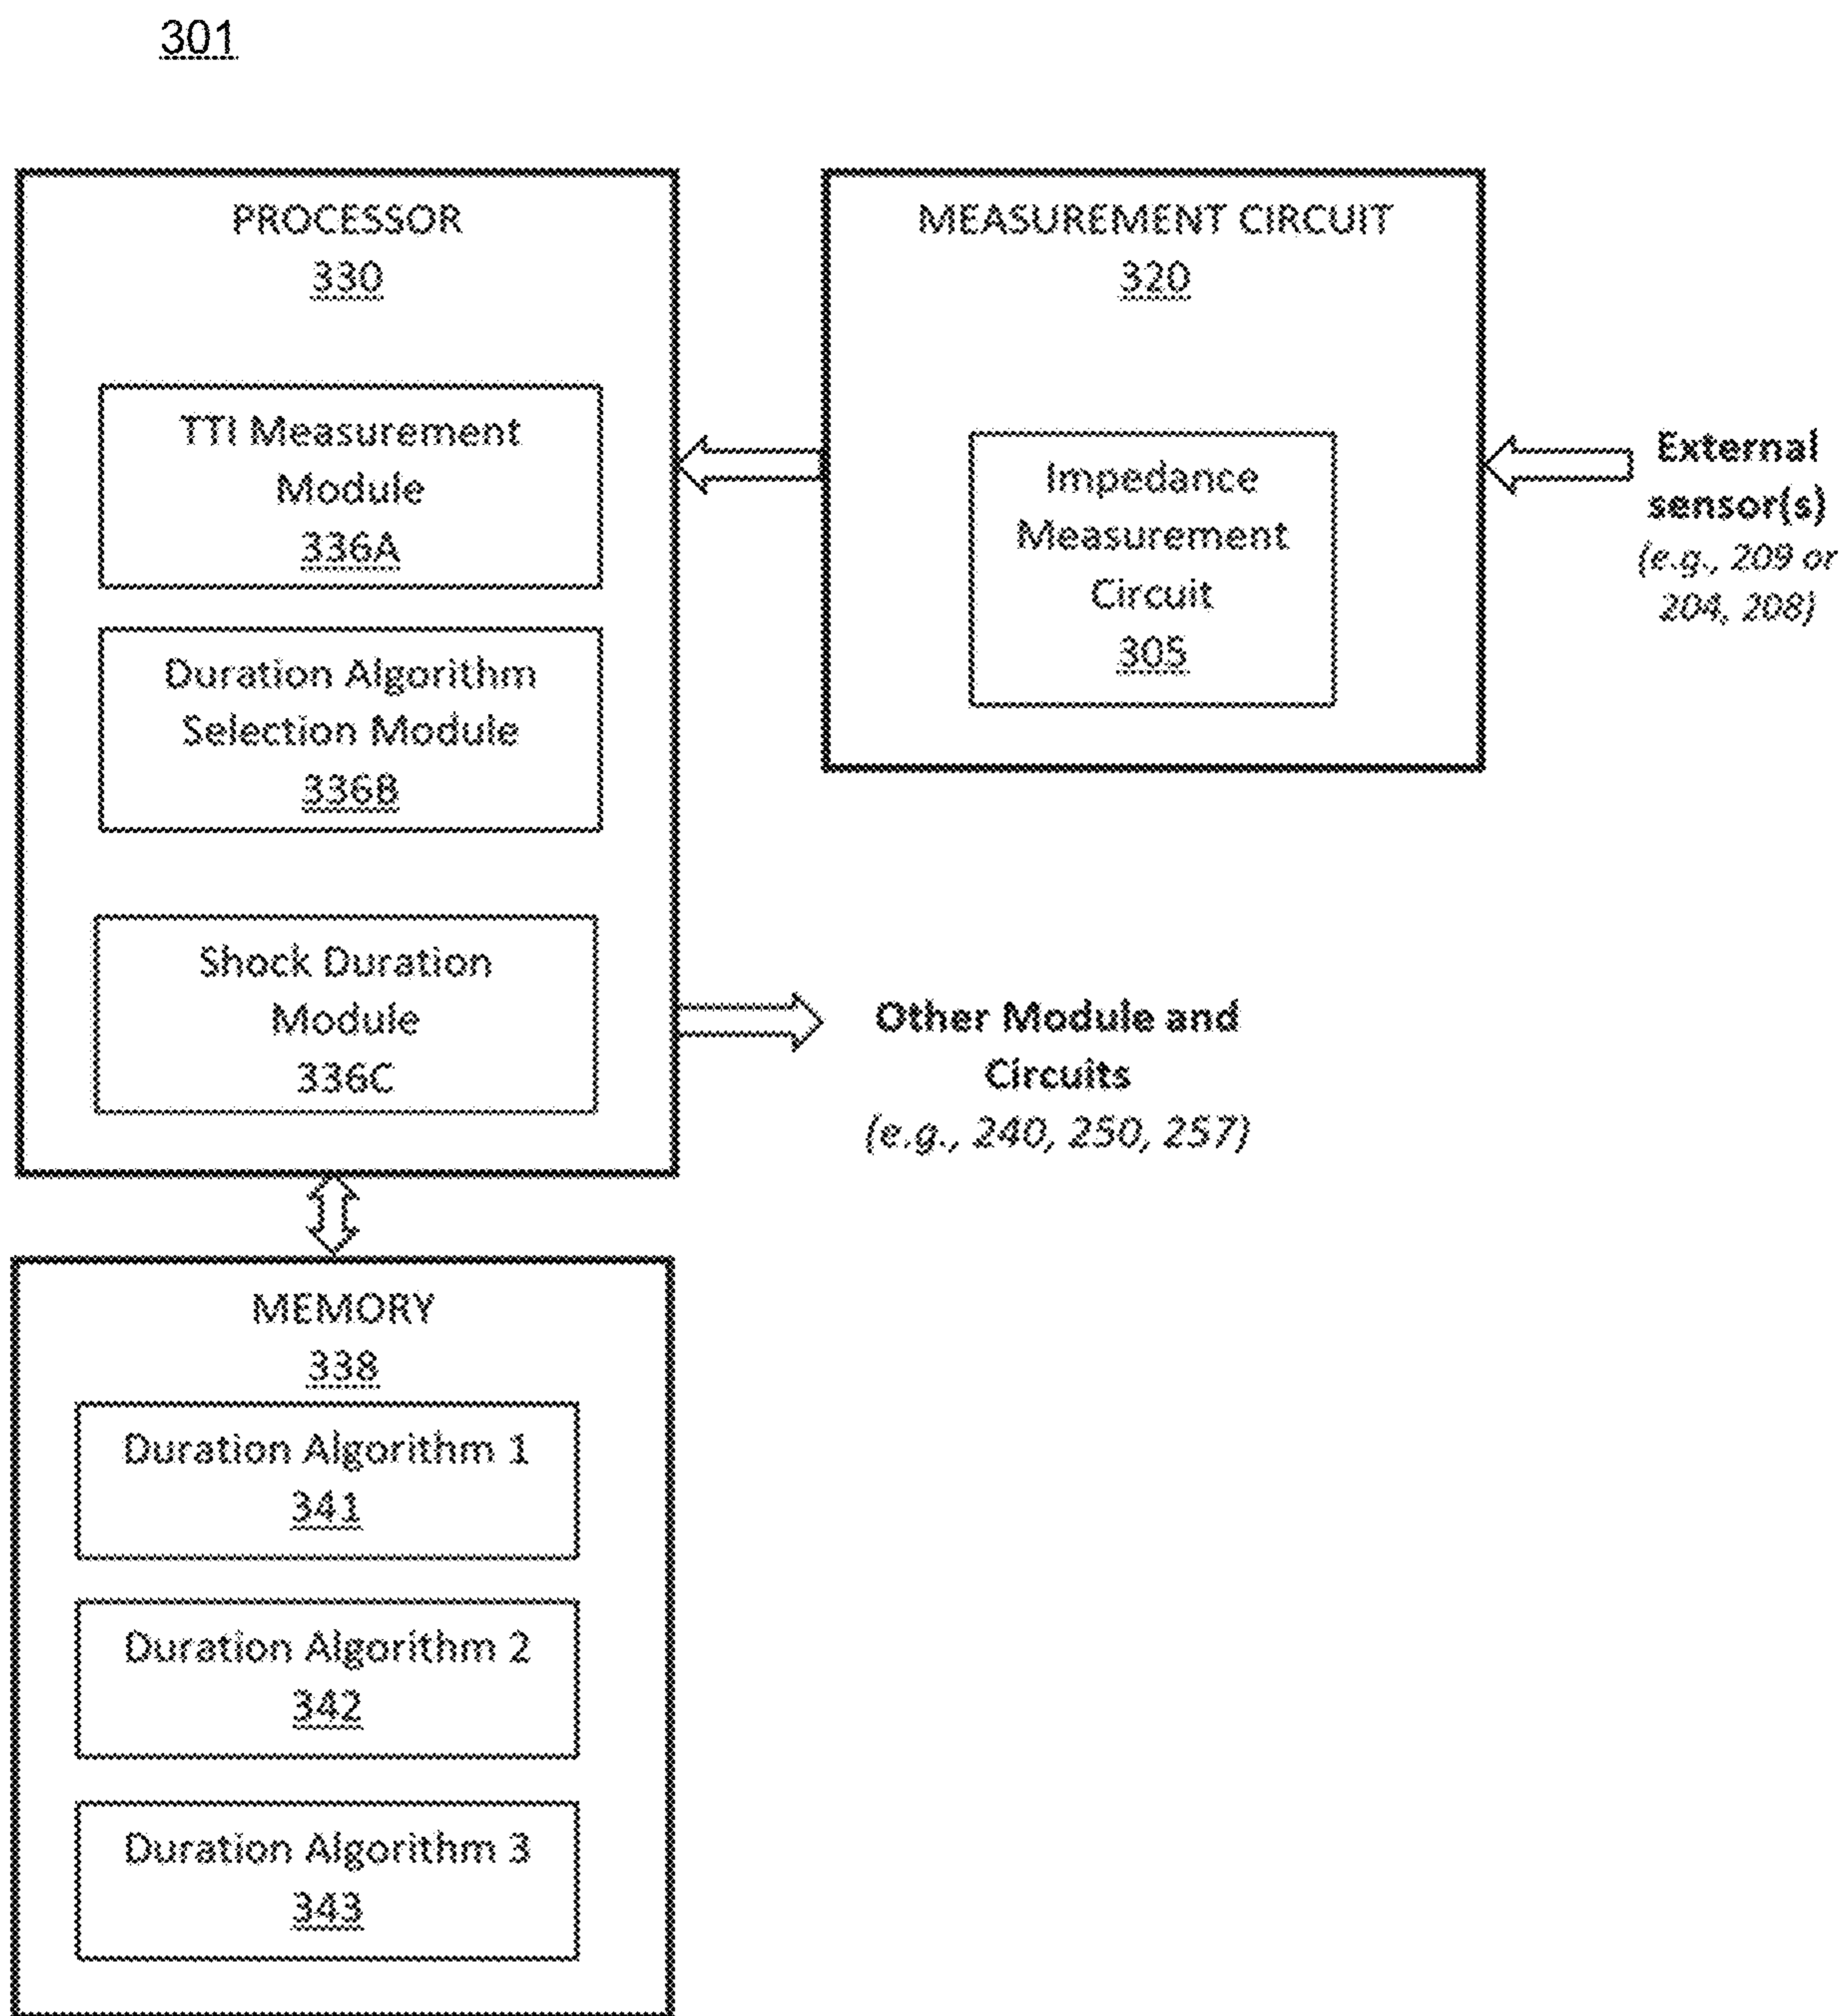 301
PROCESSOR
330
TTI Measurement
Module
336A
Duration Algorithm
Selection Module
336B
Shock Duration
Module
336C
MEASUREMENT CIRCUIT
320
Impedance
Measurement
Circuit
305
External
sensor(s)
(e.g., 209 or
204, 208)
Other Module and
Circuits
(e.g., 240, 250, 257)
MEMORY
338
Duration Algorithm 1
341
Duration Algorithm 2
342
Duration Algorithm 3
343